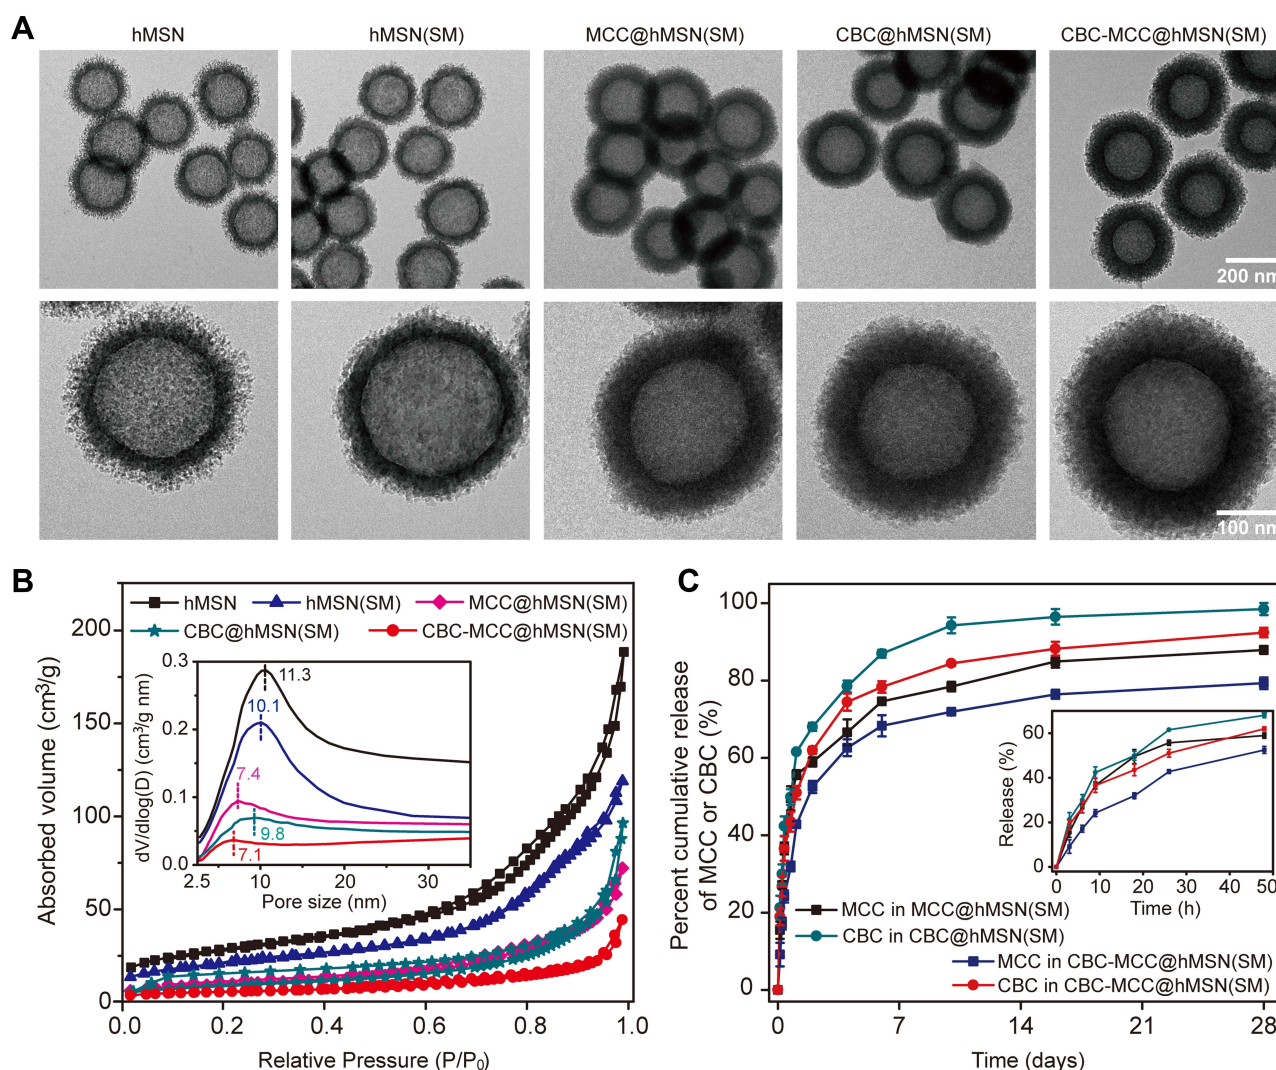 A
hMSN
hMSN(SM)
MCC@hMSN(SM)
CBC@hMSN(SM)
CBC-MCC@hMSN(SM)
200 nm
100 nm
B
hMSN
hMSN(SM)
MCC@hMSN(SM)
CBC@hMSN(SM)
CBC-MCC@hMSN(SM)
Absorbed volume (cm³/g)
200
150
100
50
0
0.0
0.2
0.4
0.6
0.8
1.0
Relative Pressure (P/P₀)
dV/dlog(D)) (cm³/g nm)
0.3
0.2
0.1
0.0
2.5
10
20
30
Pore size (nm)
11.3
10.1
7.4
9.8
7.1
C
Percent cumulative release
of MCC or CBC (%)
100
80
60
40
20
0
0
7
14
21
28
Time (days)
Release (%)
60
40
20
0
0
10
20
30
40
50
Time (h)
MCC in MCC@hMSN(SM)
CBC in CBC@hMSN(SM)
MCC in CBC-MCC@hMSN(SM)
CBC in CBC-MCC@hMSN(SM)